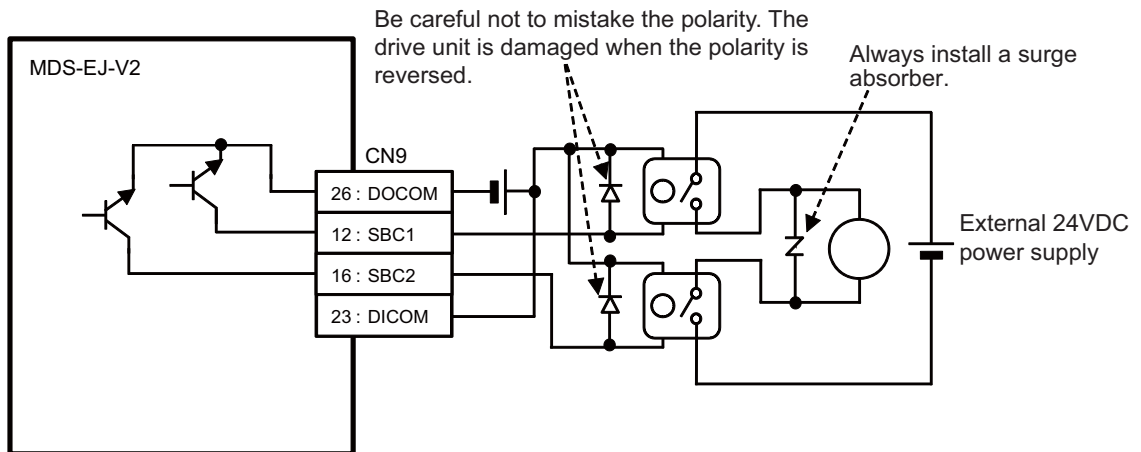 Be careful not to mistake the polarity. The
drive unit is damaged when the polarity is
reversed.
Always install a surge
absorber.
MDS-EJ-V2
CN9
26 : DOCOM
12 : SBC1
16 : SBC2
23 : DICOM
External 24VDC
power supply